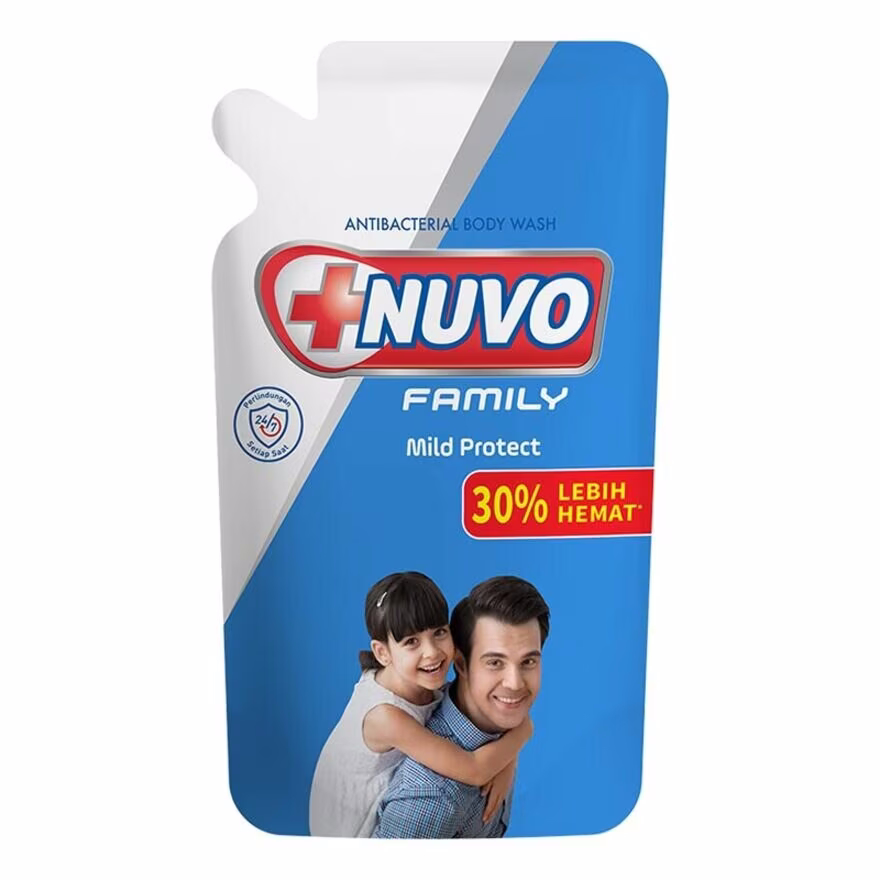 ANTIBACTERIAL BODY WASH
NUVO
FAMILY
Perlindungan
24/7
Setiap Saat
Mild Protect
30% LEBIH
HEMAT*